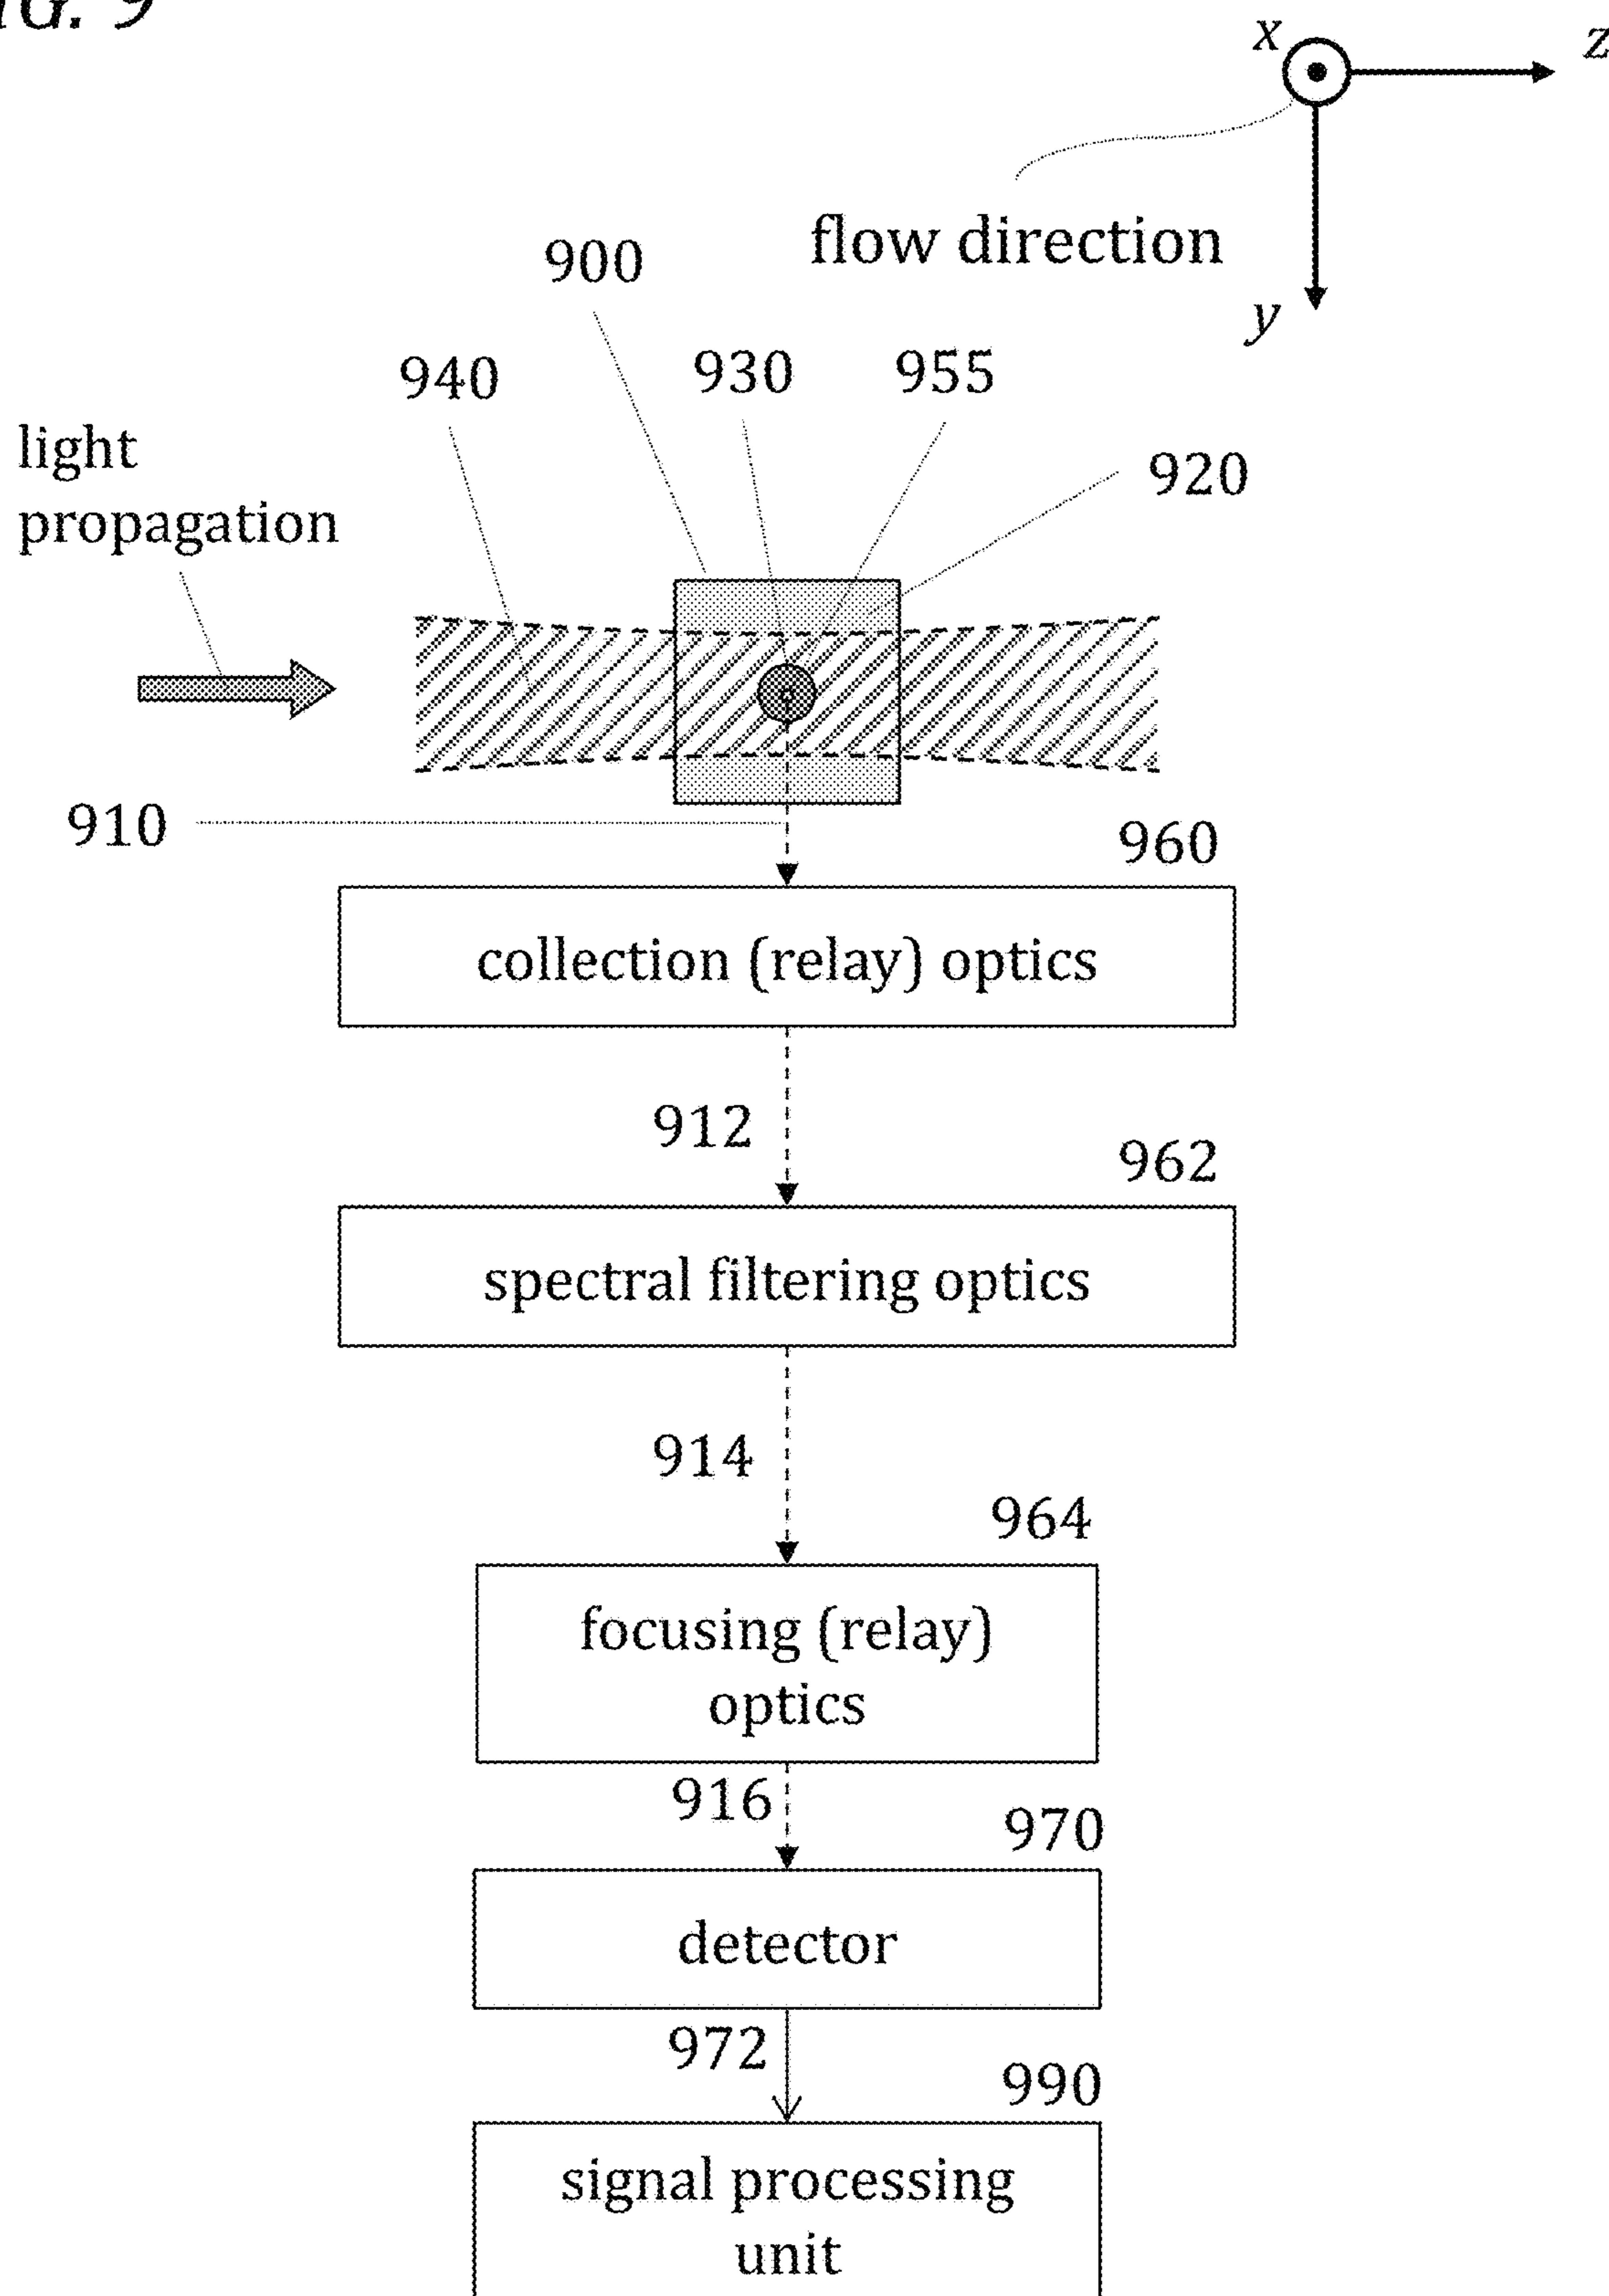 FIG. 9
x
z
flow direction
y
900
940
930
955
920
light
propagation
910
960
collection (relay) optics
912
962
spectral filtering optics
914
964
focusing (relay)
optics
916
970
detector
972
990
signal processing
unit